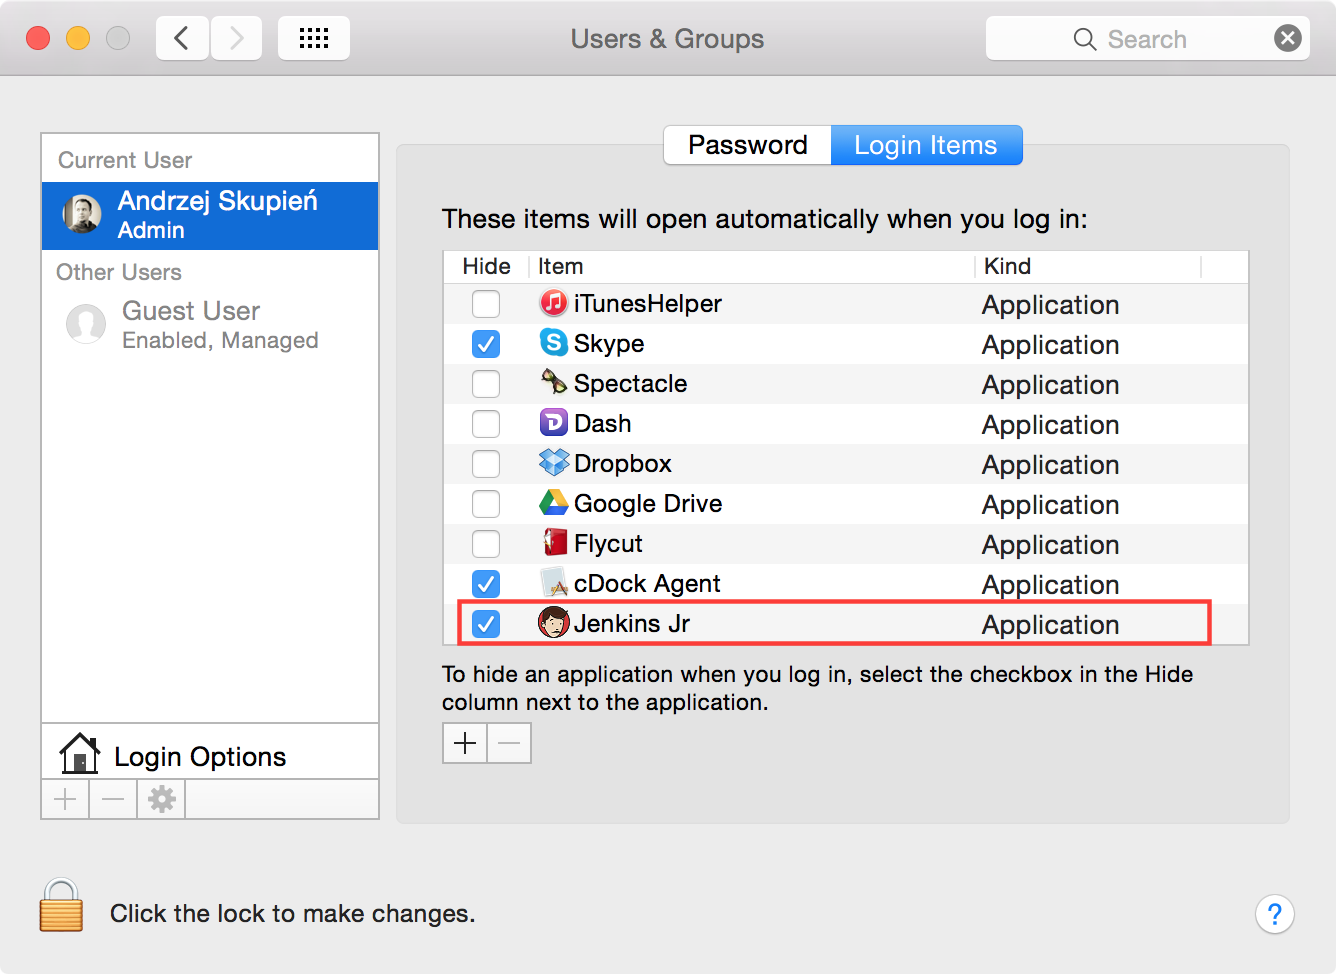 Users & Groups
Search
Current User
Andrzej Skupień
Admin
Other Users
Guest User
Enabled, Managed
Login Options
Password
Login Items
These items will open automatically when you log in:
Hide Item Kind
iTunesHelper Application
Skype Application
Spectacle Application
Dash Application
Dropbox Application
Google Drive Application
Flycut Application
cDock Agent Application
Jenkins Jr Application
To hide an application when you log in, select the checkbox in the Hide
column next to the application.
Click the lock to make changes.
?